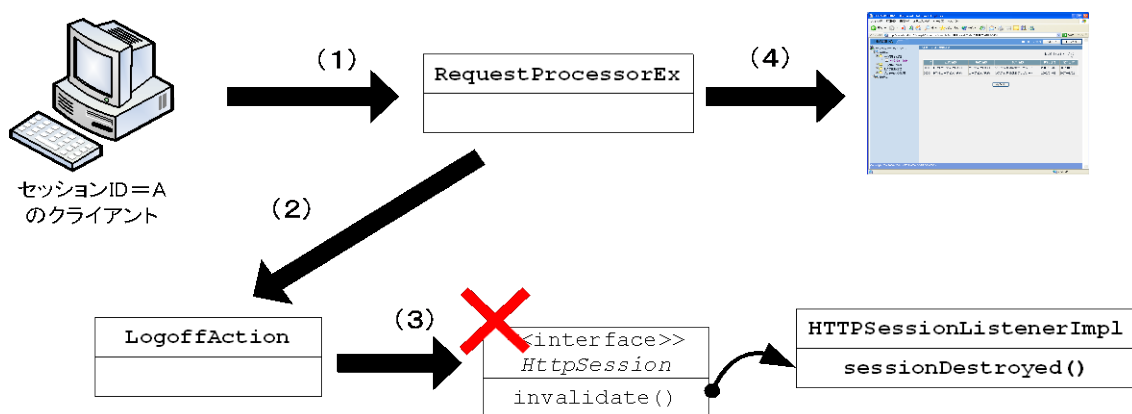 (1)
RequestProcessorEx
(4)
セッションID=A
のクライアント
(2)
LogoffAction
(3)
<interface>>
HttpSession
invalidate()
HTTPSessionListenerImpl
sessionDestroyed()